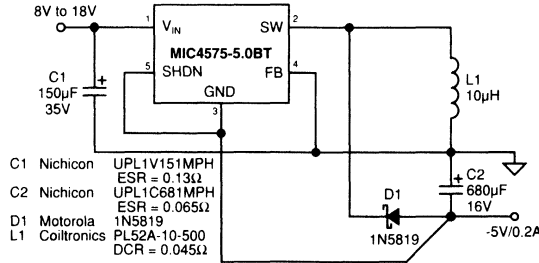 8V to 18V
1
VIN
SW
2
MIC4575-5.0BT
5
SHDN
FB
4
GND
3
C1
150µF
35V
+
L1
10µH
C1 Nichicon UPL1V151MPH
ESR = 0.13Ω
C2 Nichicon UPL1C681MPH
ESR = 0.065Ω
D1 Motorola 1N5819
L1 Coiltronics PL52A-10-500
DCR = 0.045Ω
+
C2
680µF
16V
D1
1N5819
-5V/0.2A